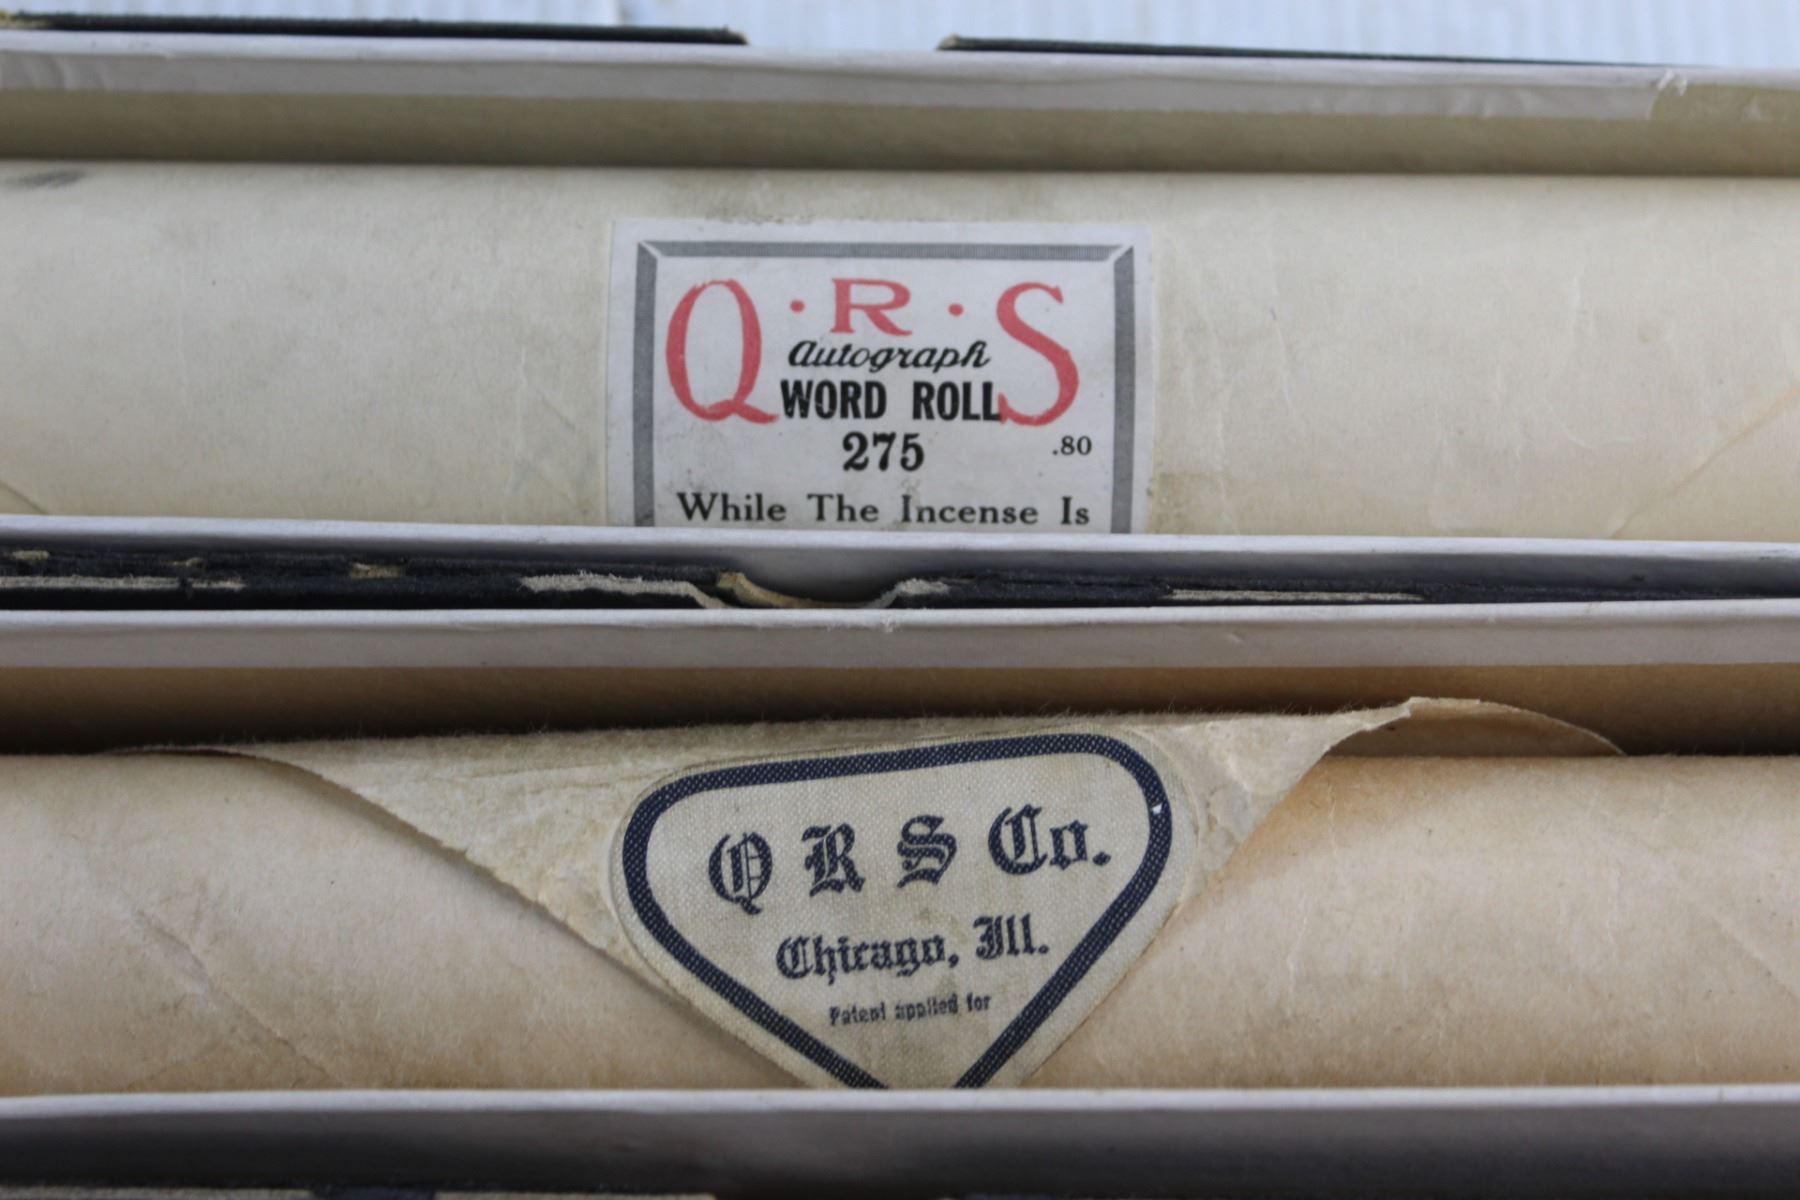 Q·R·S
Autograph
WORD ROLL
275 .80
While The Incense Is
Q R S Co.
Chicago, Ill.
Patent applied for